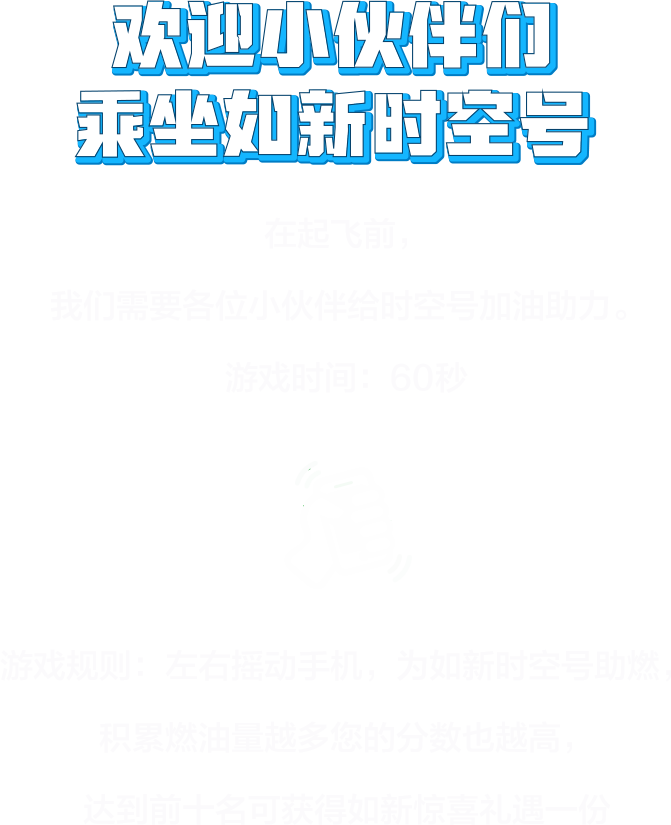 欢迎小伙伴们
乘坐如新时空号
在起飞前，
我们需要各位小伙伴给时空号加油助力。
游戏时间：60秒
游戏规则：左右摇动手机，为如新时空号助燃，
积累燃油量越多您的分数也越高，
达到前十名可获得如新惊喜礼遇一份